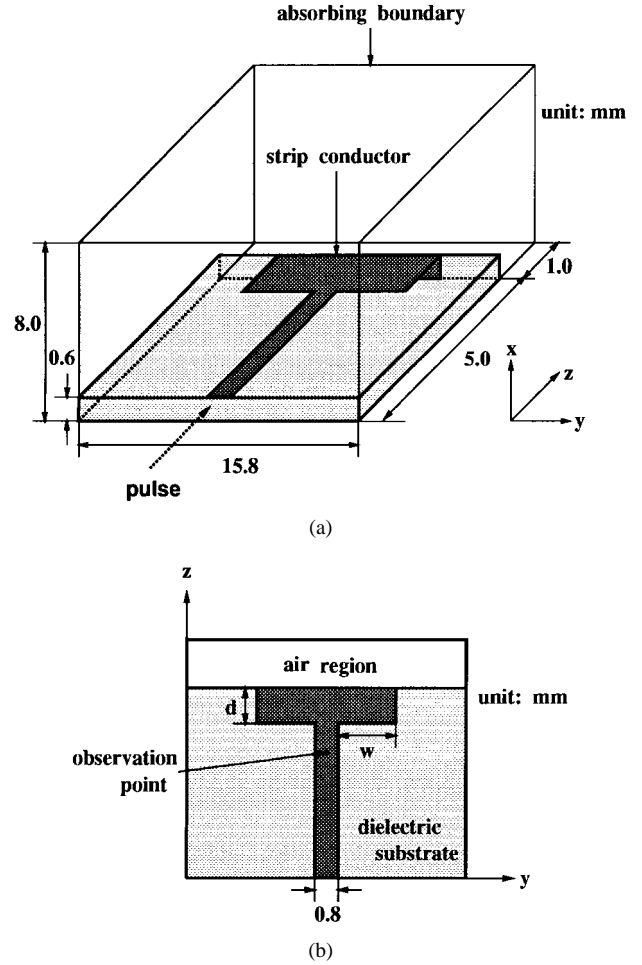 absorbing boundary
unit: mm
strip conductor
1.0
8.0
0.6
5.0
x
z
y
15.8
pulse
(a)
z
air region
unit: mm
d
w
observation
point
dielectric
substrate
y
0.8
(b)